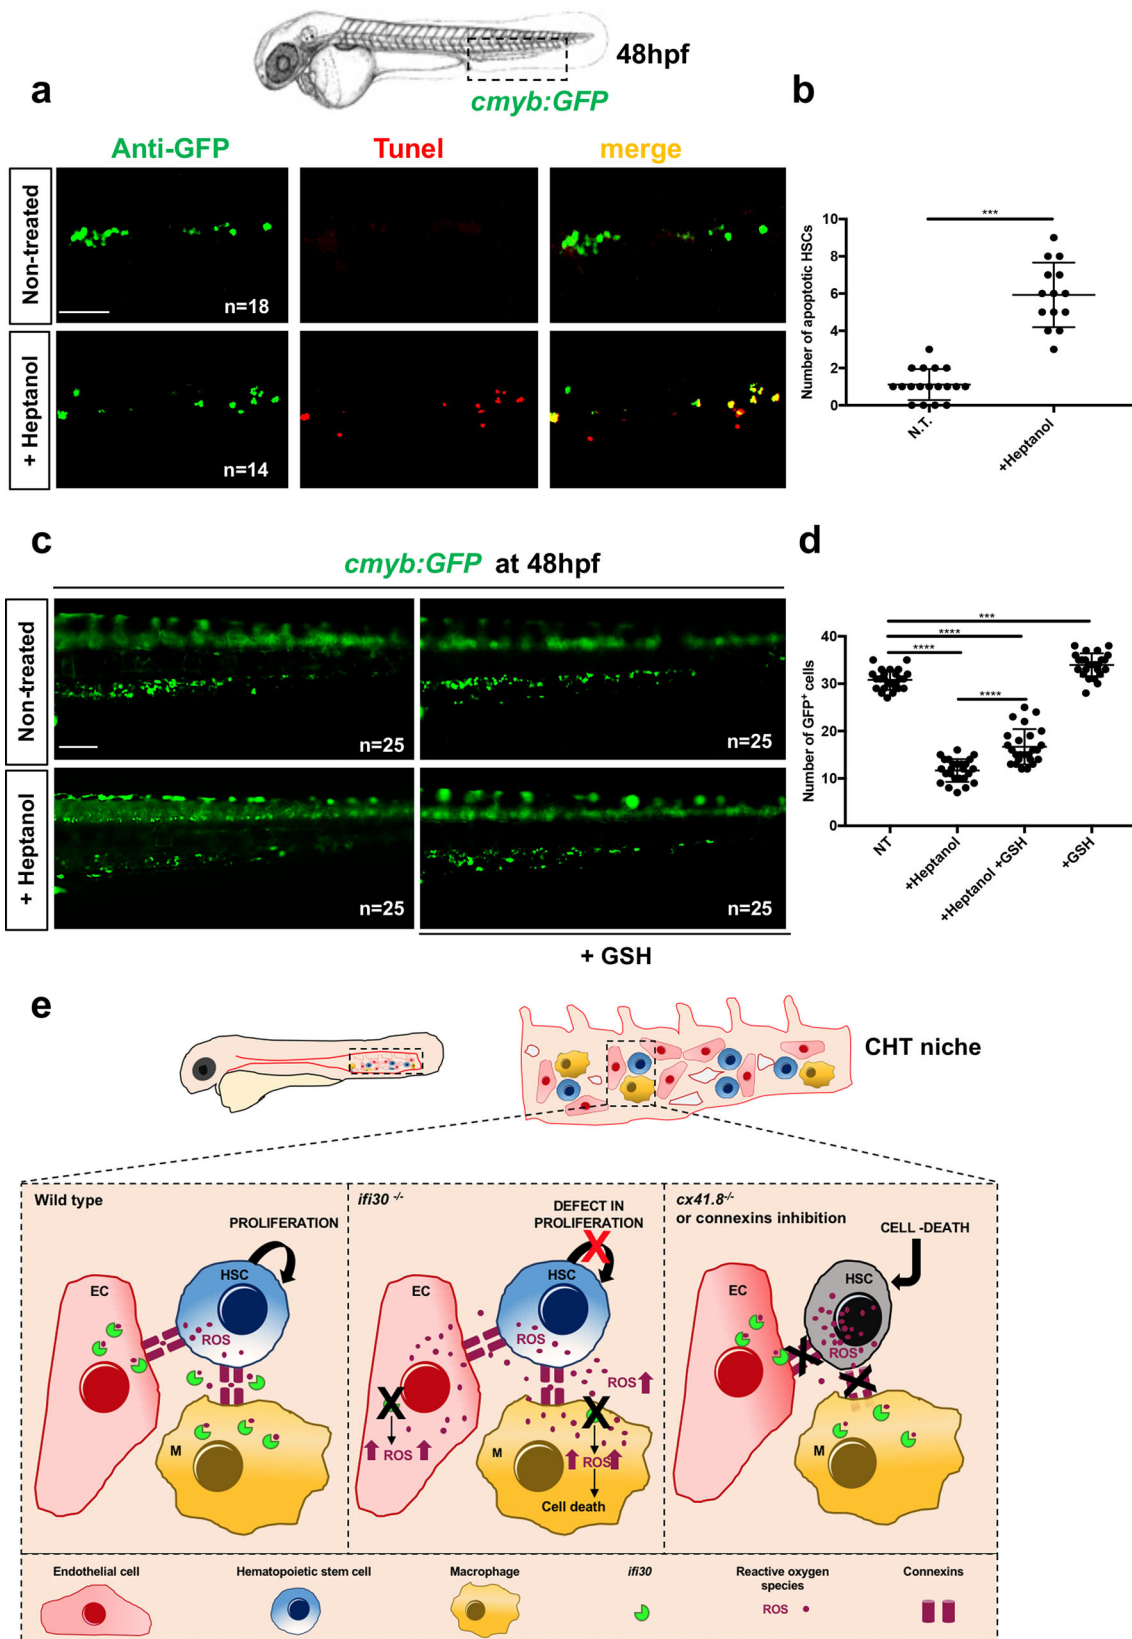 48hpf
cmyb:GFP
a
Anti-GFP
Tunel
merge
Non-treated
n=18
+ Heptanol
n=14
b
***
Number of apoptotic HSCs
10
8
6
4
2
0
N.T.
+Heptanol
c
cmyb:GFP at 48hpf
Non-treated
n=25
n=25
+ Heptanol
n=25
n=25
+ GSH
d
***
****
****
****
Number of GFP+ cells
40
30
20
10
0
NT
+Heptanol
+Heptanol +GSH
+GSH
e
CHT niche
Wild type
PROLIFERATION
HSC
EC
ROS
M
ifi30 -/-
DEFECT IN
PROLIFERATION
X
HSC
EC
ROS
ROS
X
X
ROS
M
ROS
Cell death
cx41.8-/-
or connexins inhibition
CELL -DEATH
HSC
EC
ROS
X
X
M
Endothelial cell
Hematopoietic stem cell
Macrophage
ifi30
Reactive oxygen
species
ROS
Connexins